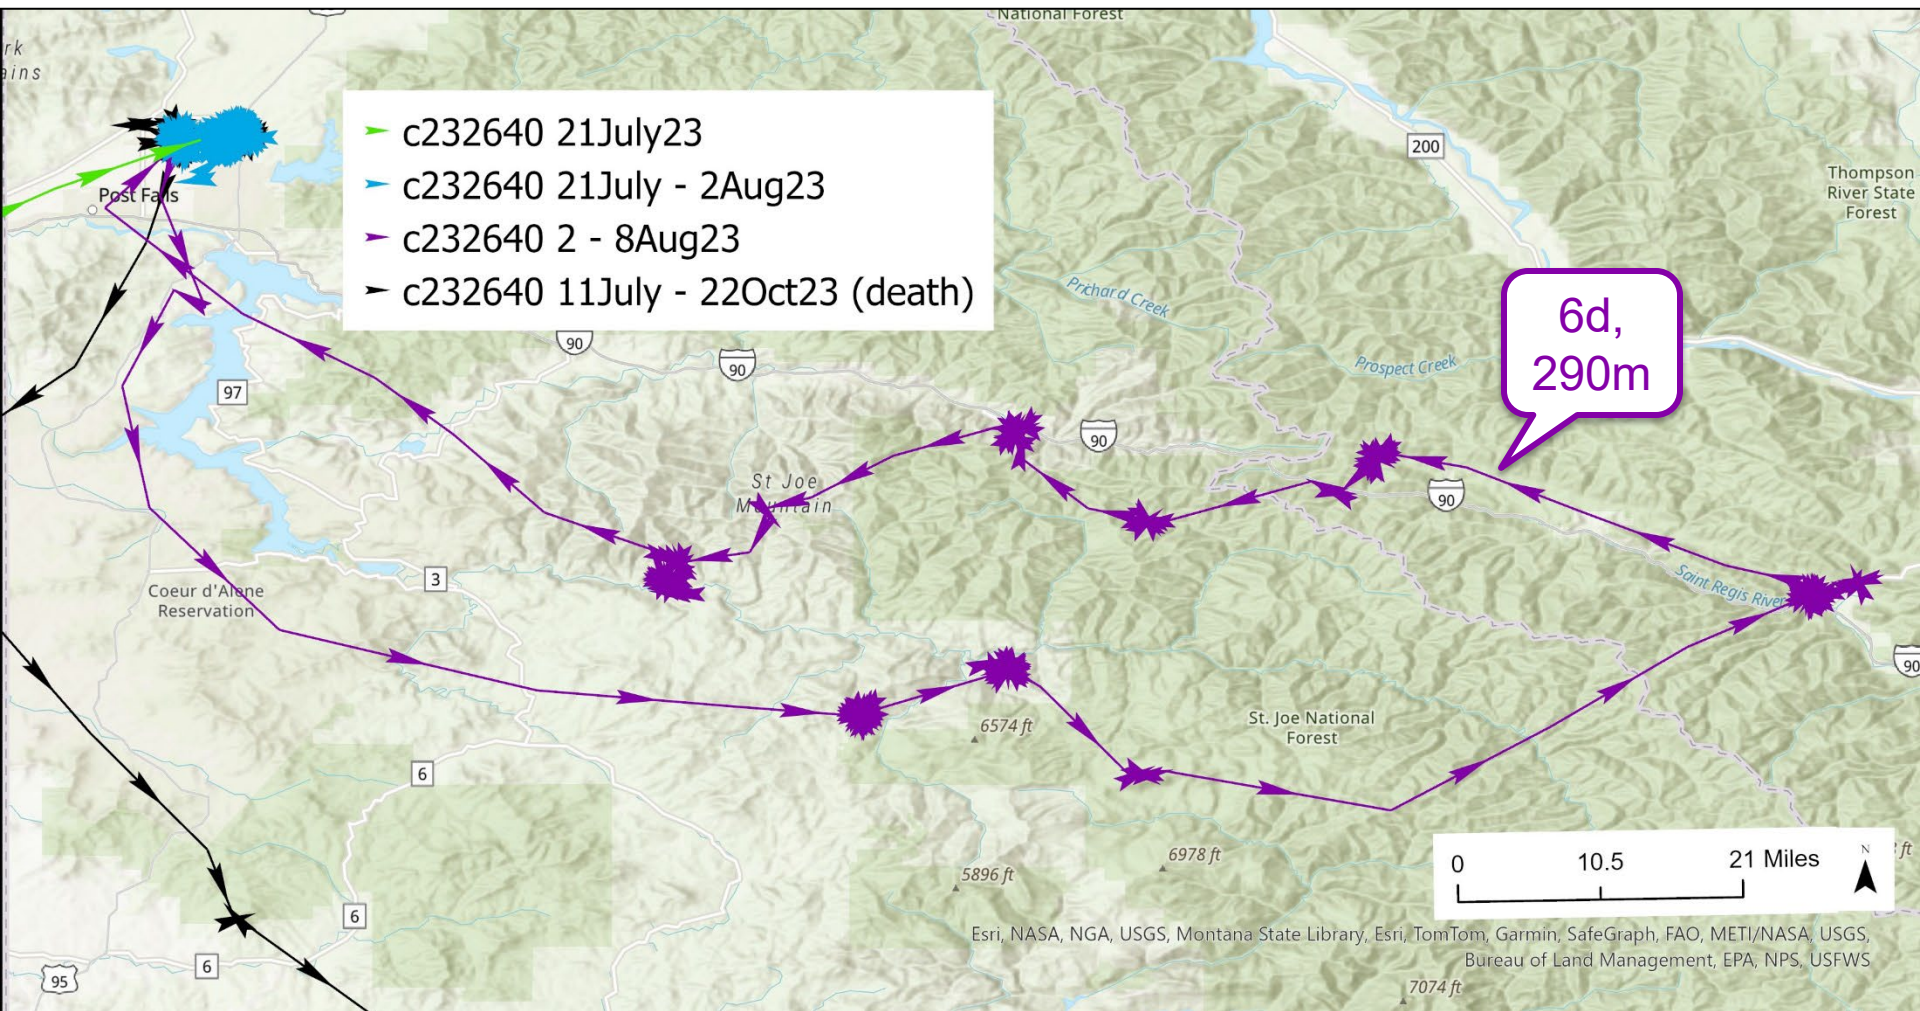 National Forest
rk
ains
200
Thompson
River State
Forest
c232640 21July23
c232640 21July - 2Aug23
c232640 2 - 8Aug23
c232640 11July - 22Oct23 (death)
Post Falls
Prichard Creek
Prospect Creek
6d,
290m
90
90
97
90
St Joe
Mountain
90
3
Coeur d'Alene
Reservation
Saint Regis River
90
6574 ft
St. Joe National
Forest
6
6978 ft
5896 ft
0 10.5 21 Miles
N
ft
6
6
95
Esri, NASA, NGA, USGS, Montana State Library, Esri, TomTom, Garmin, SafeGraph, FAO, METI/NASA, USGS,
Bureau of Land Management, EPA, NPS, USFWS
7074 ft